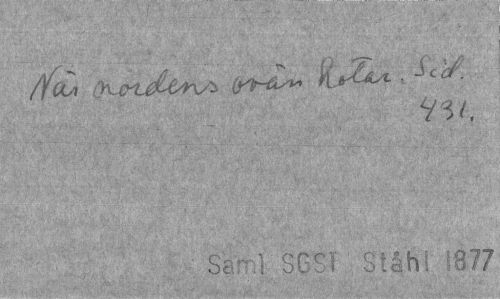 När nordens ovän hotar. Sid.
431.
Saml SGSF Ståhl 1877